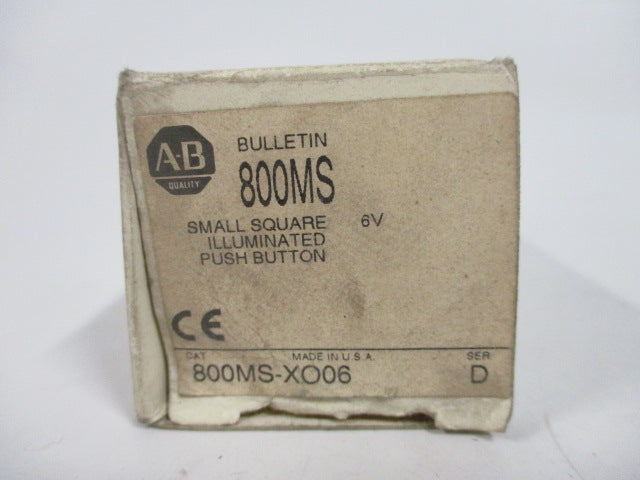 A-B
QUALITY
BULLETIN
800MS
SMALL SQUARE 6V
ILLUMINATED
PUSH BUTTON
CE
CAT MADE IN U.S.A. SER
800MS-XO06 D